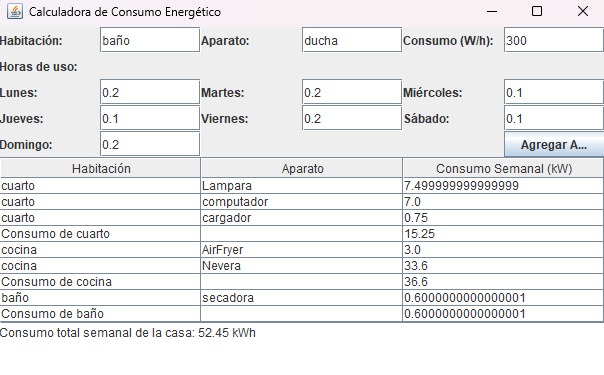 Calculadora de Consumo Energético
Habitación: baño Aparato: ducha Consumo (W/h): 300
Horas de uso:
Lunes: 0.2 Martes: 0.2 Miércoles: 0.1
Jueves: 0.1 Viernes: 0.2 Sábado: 0.1
Domingo: 0.2 Agregar A...
Habitación Aparato Consumo Semanal (kW)
cuarto Lampara 7.499999999999999
cuarto computador 7.0
cuarto cargador 0.75
Consumo de cuarto 15.25
cocina AirFryer 3.0
cocina Nevera 33.6
Consumo de cocina 36.6
baño secadora 0.6000000000000001
Consumo de baño 0.6000000000000001
Consumo total semanal de la casa: 52.45 kWh